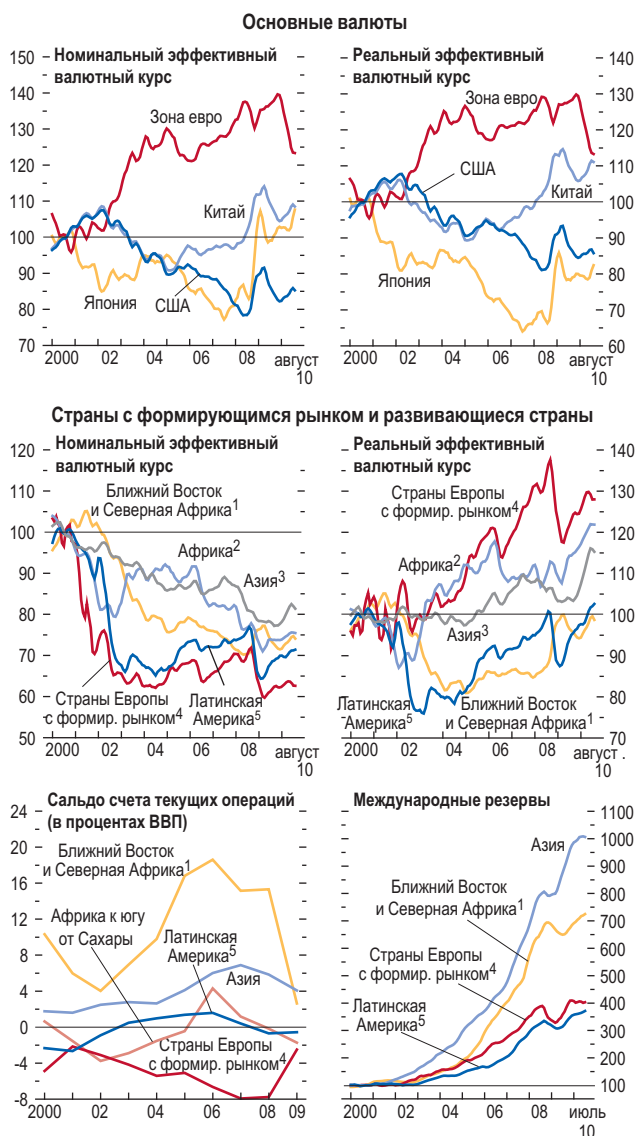 Основные валюты
Номинальный эффективный
валютный курс
150
140
130
120
110
100
90
80
70
Зона евро
Китай
Япония
США
2000 02 04 06 08 август
10
Реальный эффективный
валютный курс
140
130
120
110
100
90
80
70
60
Зона евро
США
Китай
Япония
2000 02 04 06 08 август
10
Страны с формирующимся рынком и развивающиеся страны
Номинальный эффективный
валютный курс
120
110
100
90
80
70
60
50
Ближний Восток
и Северная Африка1
Африка2
Азия3
Страны Европы
с формир. рынком4
Латинская
Америка5
2000 02 04 06 08 август
10
Реальный эффективный
валютный курс
140
130
120
110
100
90
80
70
Страны Европы
с формир. рынком4
Африка2
Азия3
Латинская
Америка5
Ближний Восток
и Северная Африка1
2000 02 04 06 08 август .
10
Сальдо счета текущих операций
(в процентах ВВП)
24
20
16
12
8
4
0
-4
-8
Ближний Восток
и Северная Африка1
Африка к югу
от Сахары
Латинская
Америка5
Азия
Страны Европы
с формир. рынком4
2000 02 04 06 08 09
Международные резервы
1100
1000
900
800
700
600
500
400
300
200
100
Азия
Ближний Восток
и Северная Африка1
Страны Европы
с формир. рынком4
Латинская
Америка5
2000 02 04 06 08 июль
10